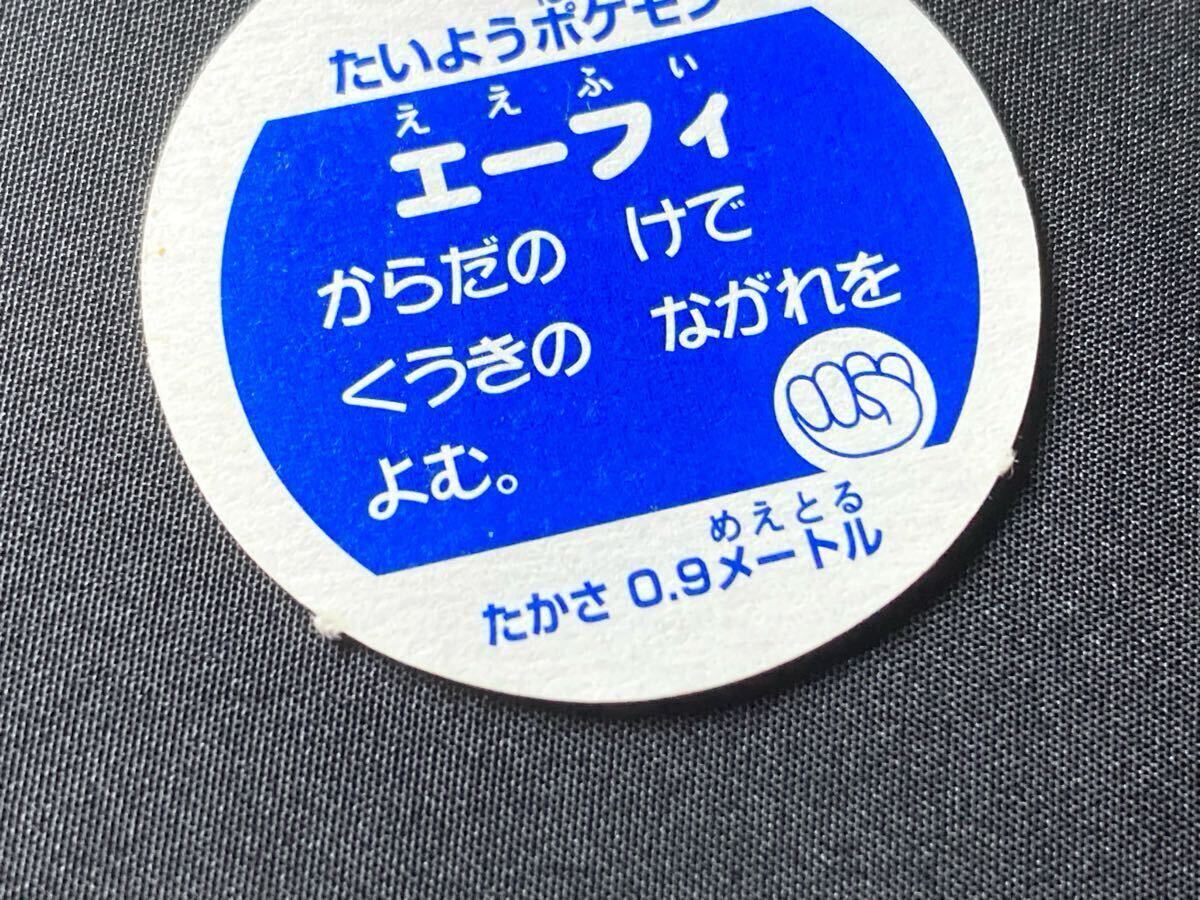 たいようポケモン
ええふい
エーフィ
からだの けで
くうきの ながれを
よむ。
めえとる
たかさ 0.9メートル